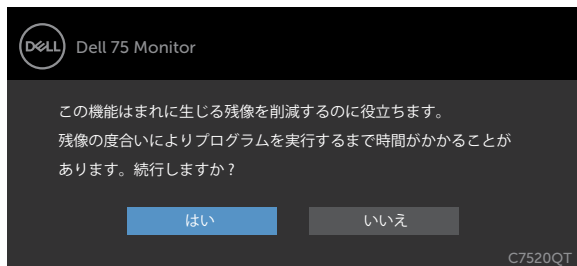 DELL Dell 75 Monitor
この機能はまれに生じる残像を削減するのに役立ちます。
残像の度合いによりプログラムを実行するまで時間がかかることが
あります。続行しますか?
はい いいえ
C7520QT